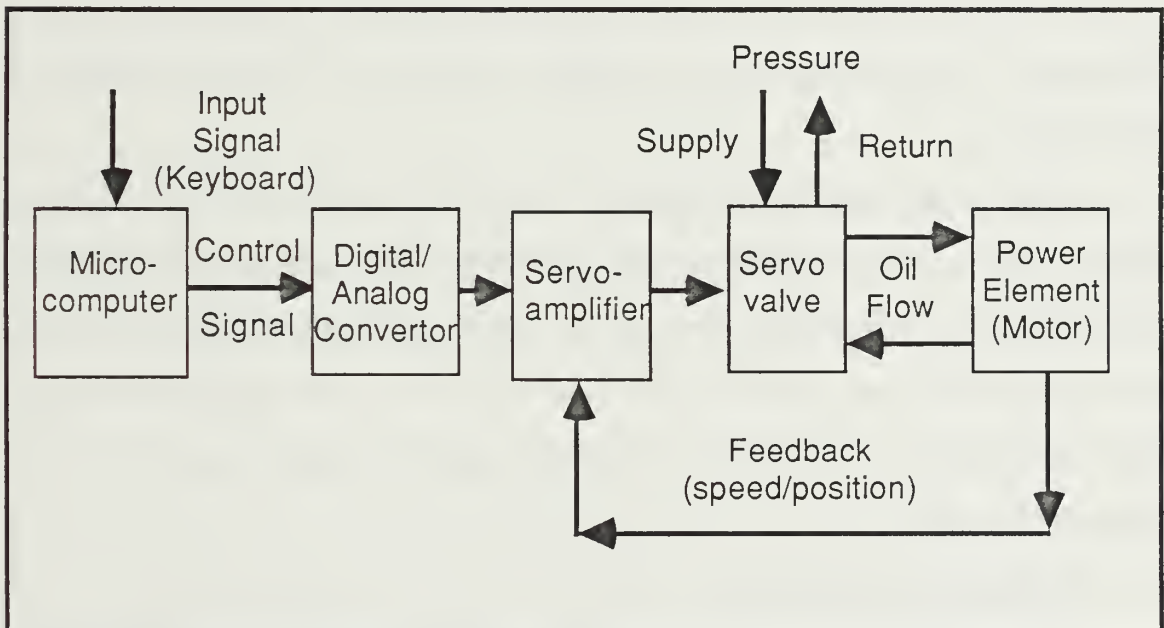 Input
Signal
(Keyboard)
Micro-
computer
Control
Signal
Digital/
Analog
Convertor
Servo-
amplifier
Pressure
Supply
Return
Servo
valve
Oil
Flow
Power
Element
(Motor)
Feedback
(speed/position)